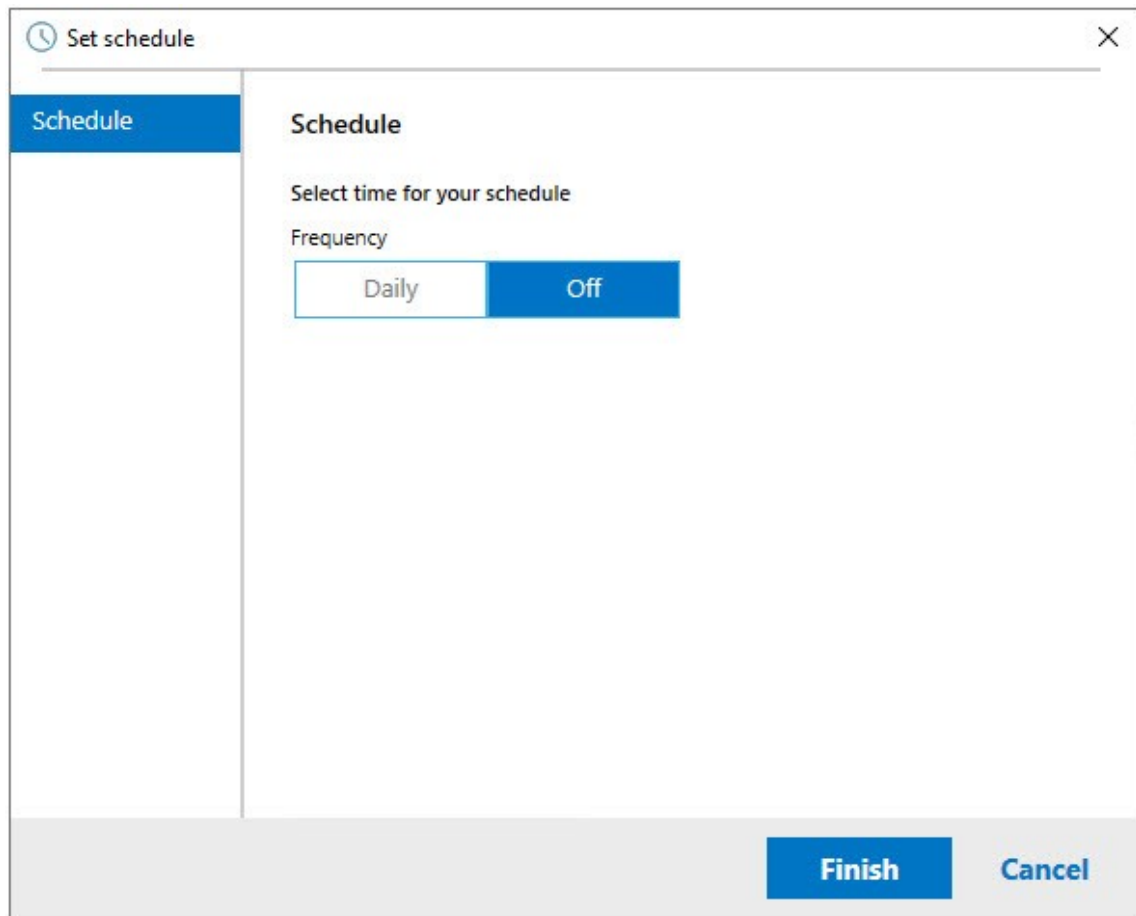 Set schedule
Schedule
Schedule
Select time for your schedule
Frequency
Daily Off
Finish Cancel